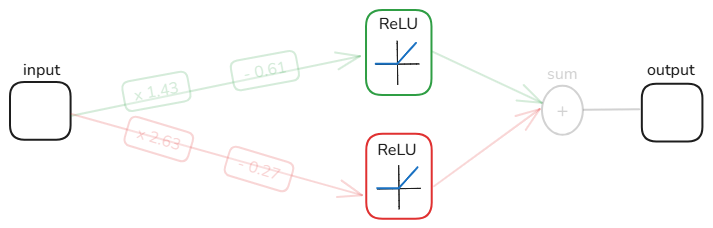 ReLU
input
x 1.43
- 0.61
sum
+
output
x 2.63
- 0.27
ReLU